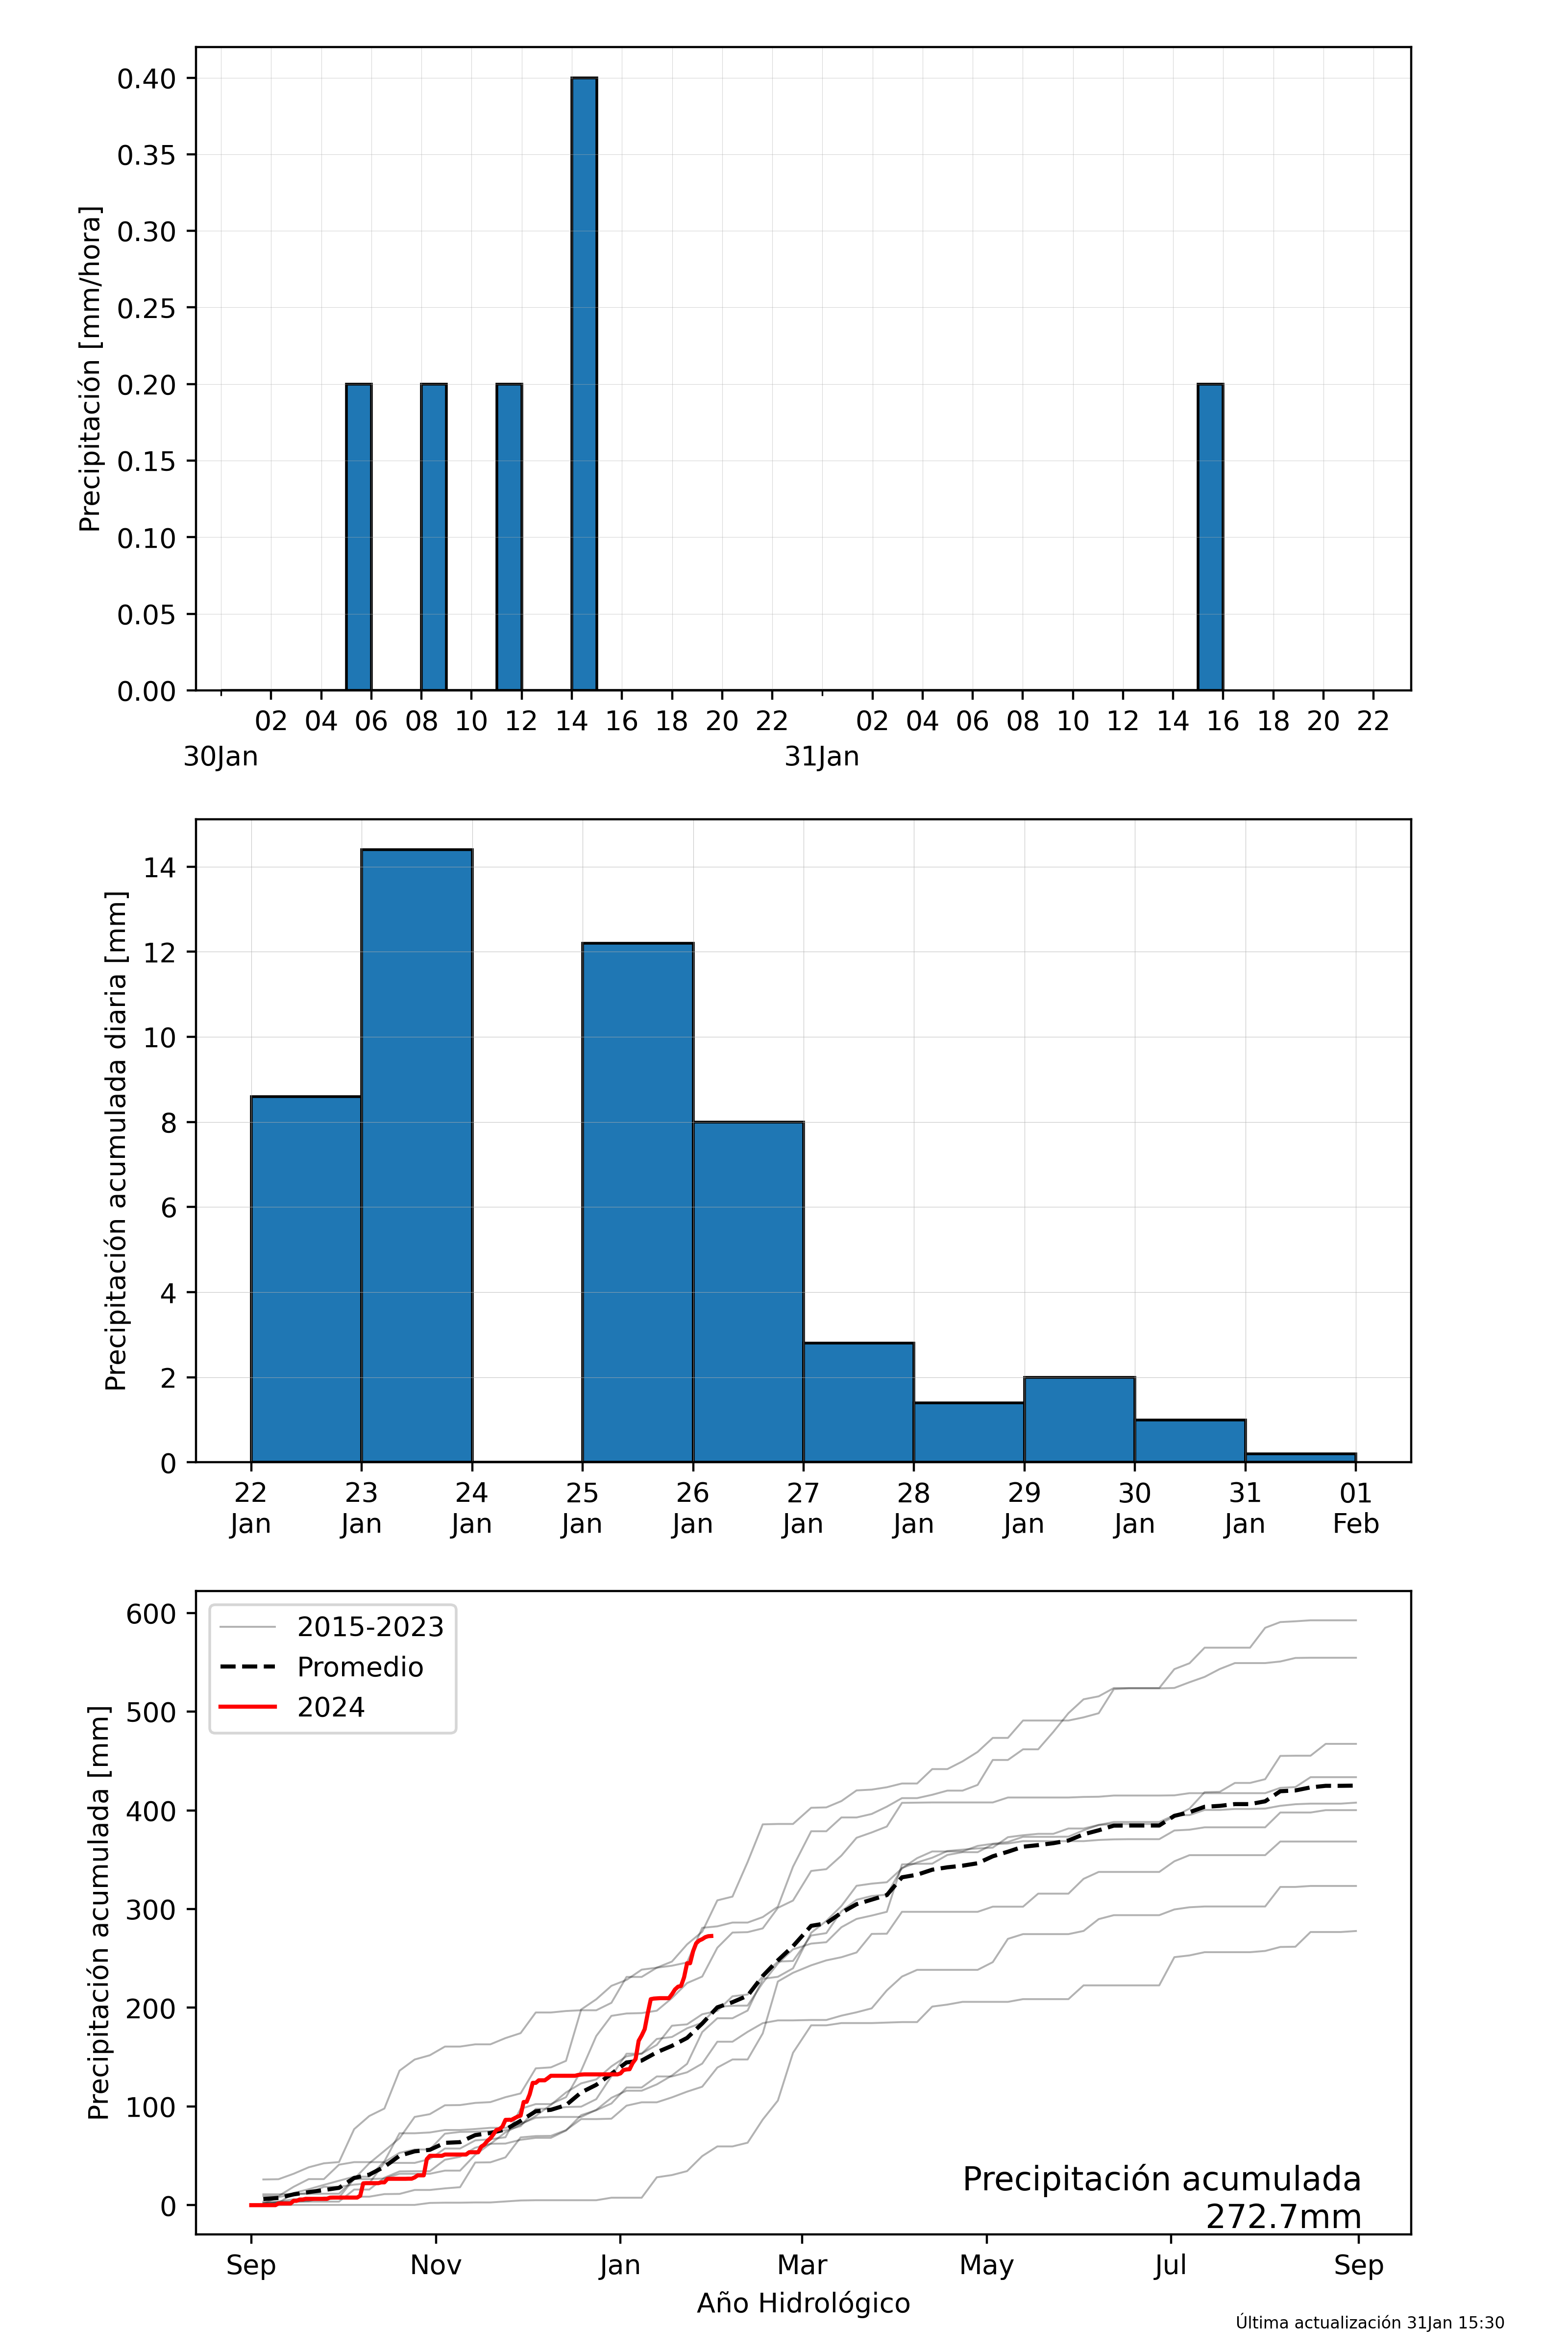 Precipitación [mm/hora]
0.40
0.35
0.30
0.25
0.20
0.15
0.10
0.05
0.00
02 04 06 08 10 12 14 16 18 20 22 02 04 06 08 10 12 14 16 18 20 22
30Jan 31Jan
Precipitación acumulada diaria [mm]
14
12
10
8
6
4
2
0
22 23 24 25 26 27 28 29 30 31 01
Jan Jan Jan Jan Jan Jan Jan Jan Jan Jan Feb
Precipitación acumulada [mm]
600
500
400
300
200
100
0
2015-2023
Promedio
2024
Precipitación acumulada
272.7mm
Sep Nov Jan Mar May Jul Sep
Año Hidrológico
Última actualización 31Jan 15:30